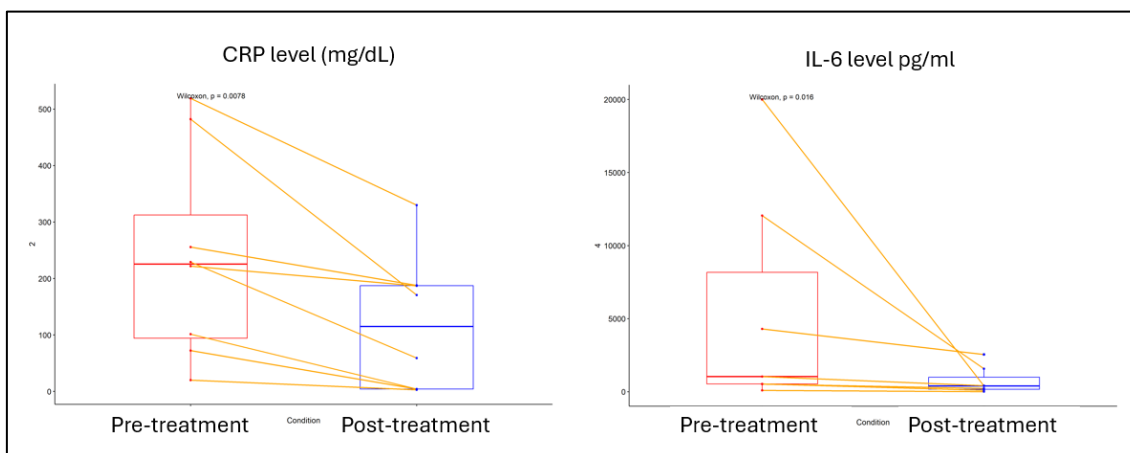 CRP level (mg/dL)
Wilcoxon, p = 0.0078
500
400
300
200
100
0
2
Pre-treatment
Condition
Post-treatment
IL-6 level pg/ml
Wilcoxon, p = 0.016
20000
15000
10000
5000
0
4
Pre-treatment
Condition
Post-treatment